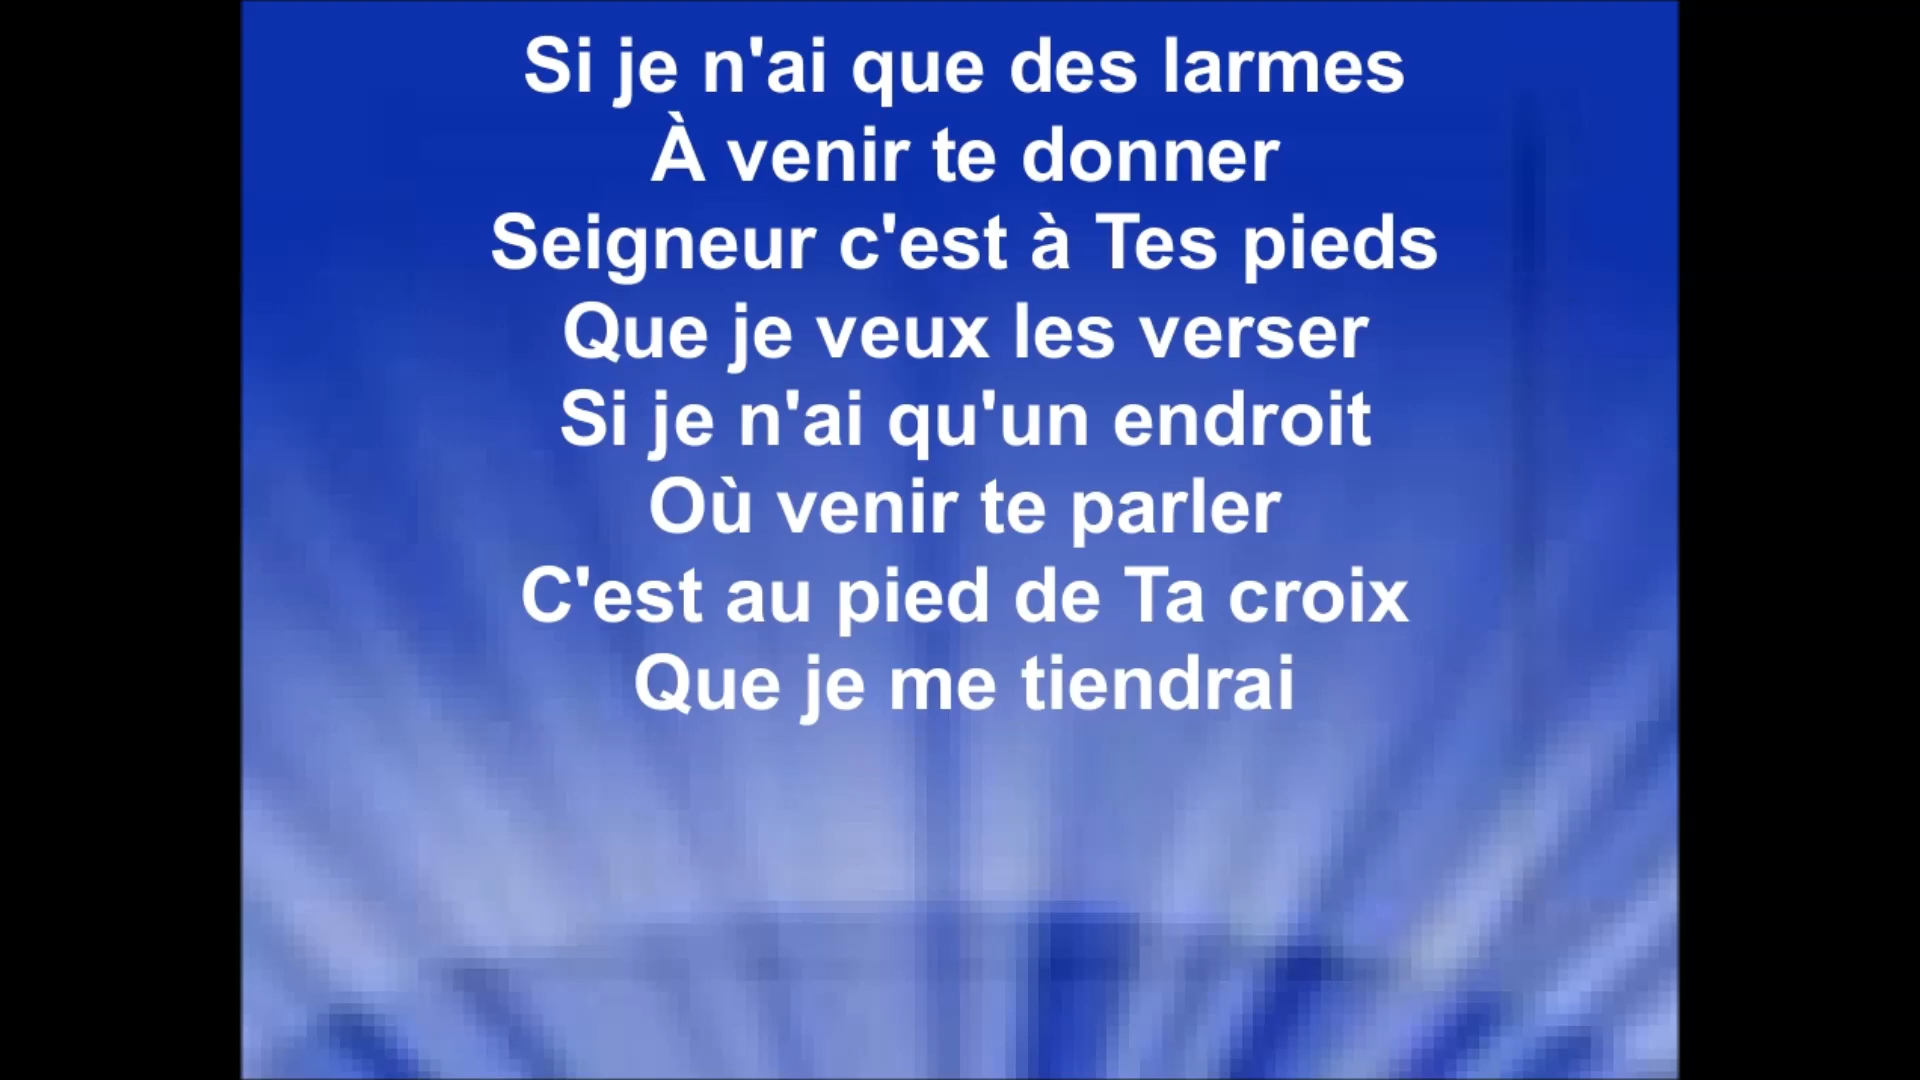 Si je n'ai que des larmes
À venir te donner
Seigneur c'est à Tes pieds
Que je veux les verser
Si je n'ai qu'un endroit
Où venir te parler
C'est au pied de Ta croix
Que je me tiendrai